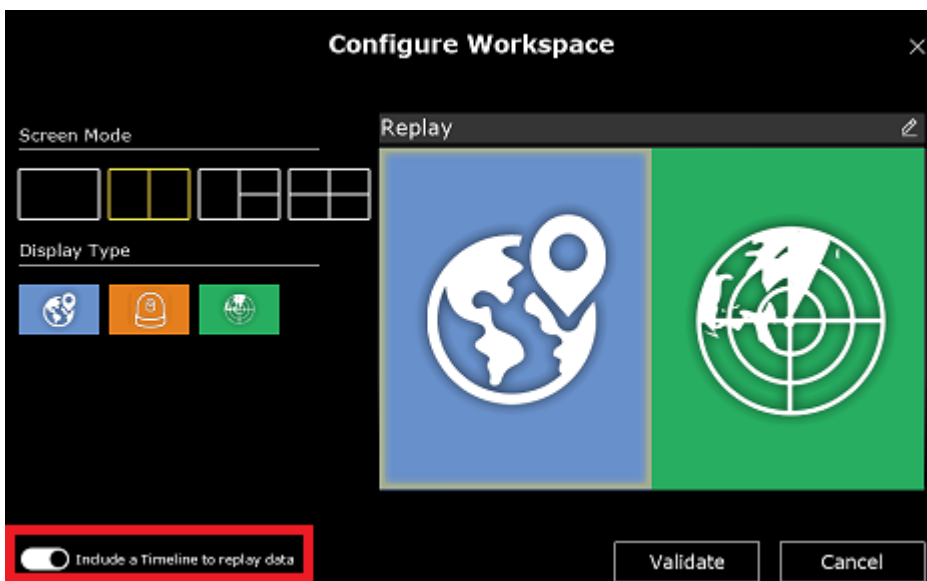 Configure Workspace
Screen Mode
Replay
Display Type
Include a Timeline to replay data
Validate
Cancel